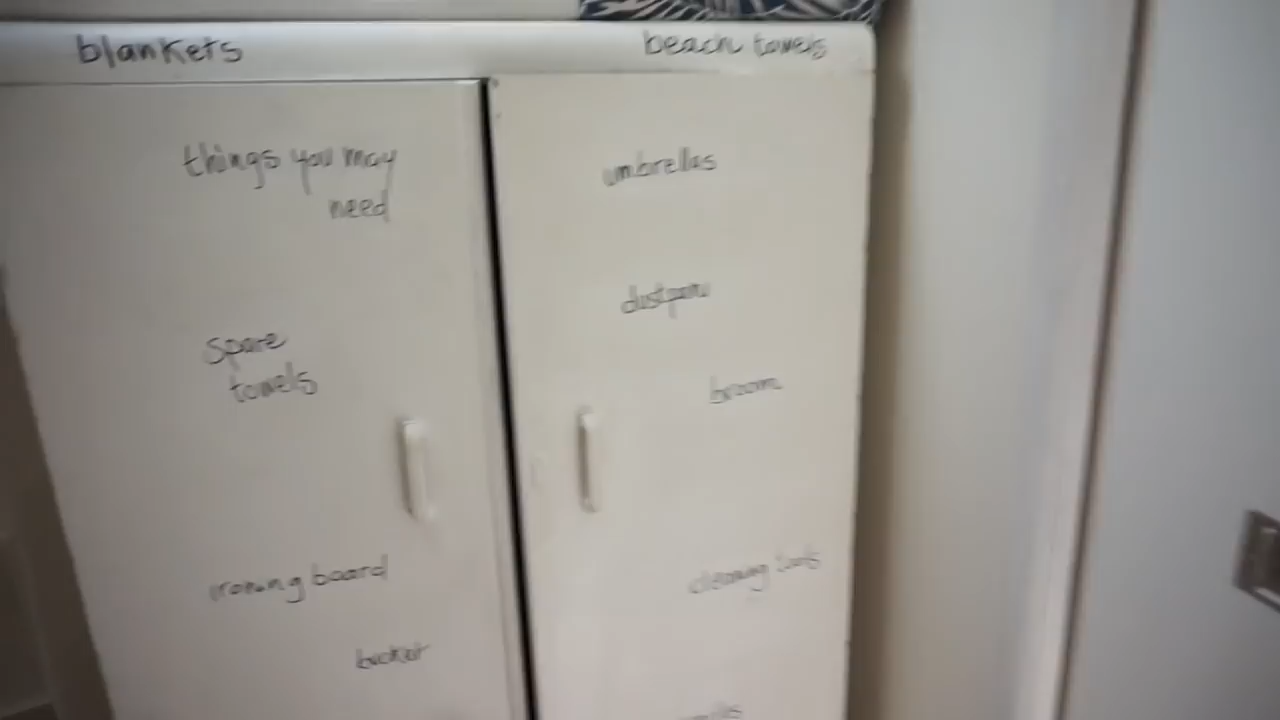 blankets
beach towels
things you may
need
umbrellas
dustpan
spare
towels
broom
ironing board
cleaning tools
bucket